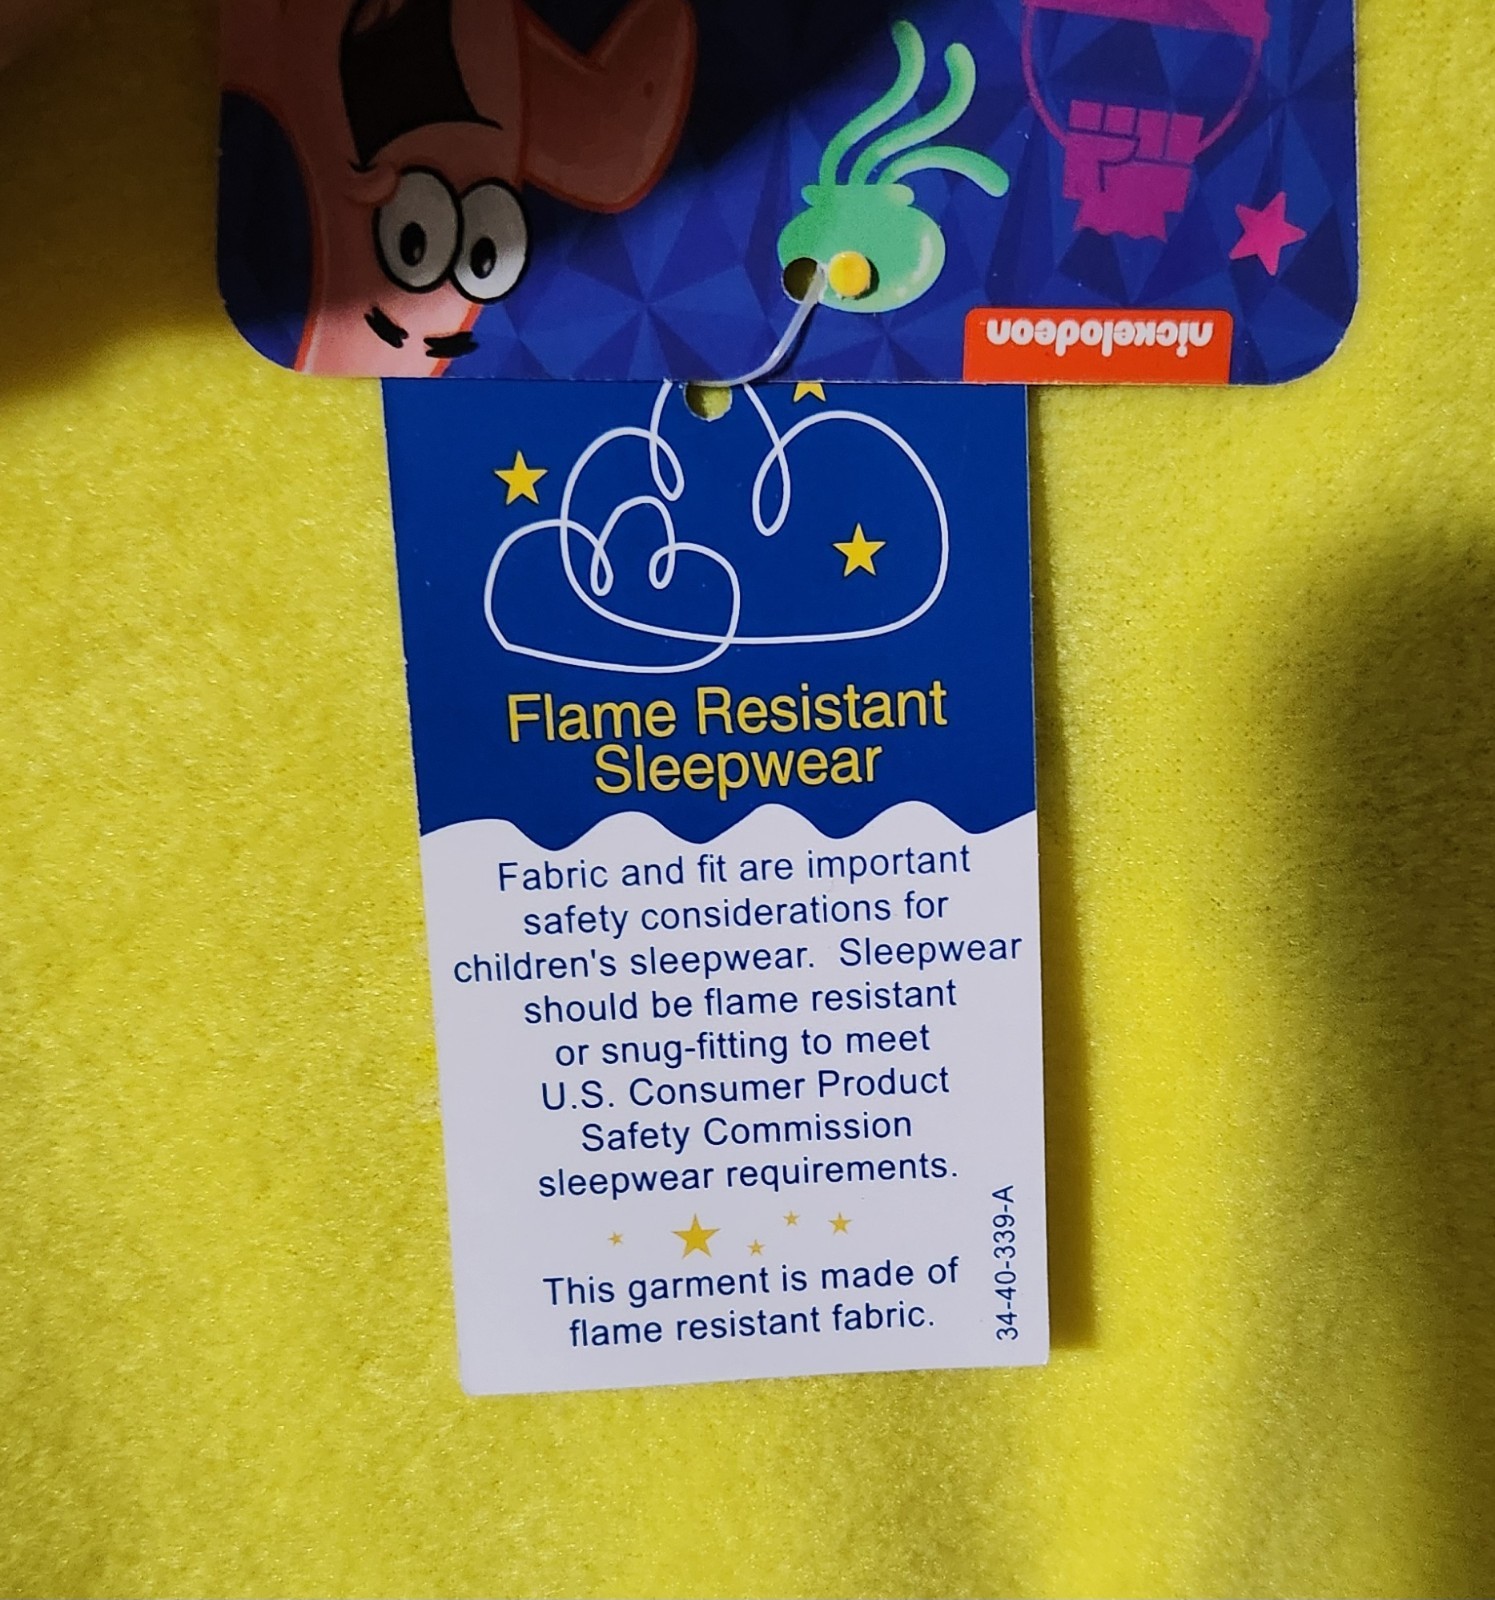 nickelodeon
Flame Resistant
Sleepwear
Fabric and fit are important
safety considerations for
children's sleepwear. Sleepwear
should be flame resistant
or snug-fitting to meet
U.S. Consumer Product
Safety Commission
sleepwear requirements.
This garment is made of
flame resistant fabric.
34-40-339-A